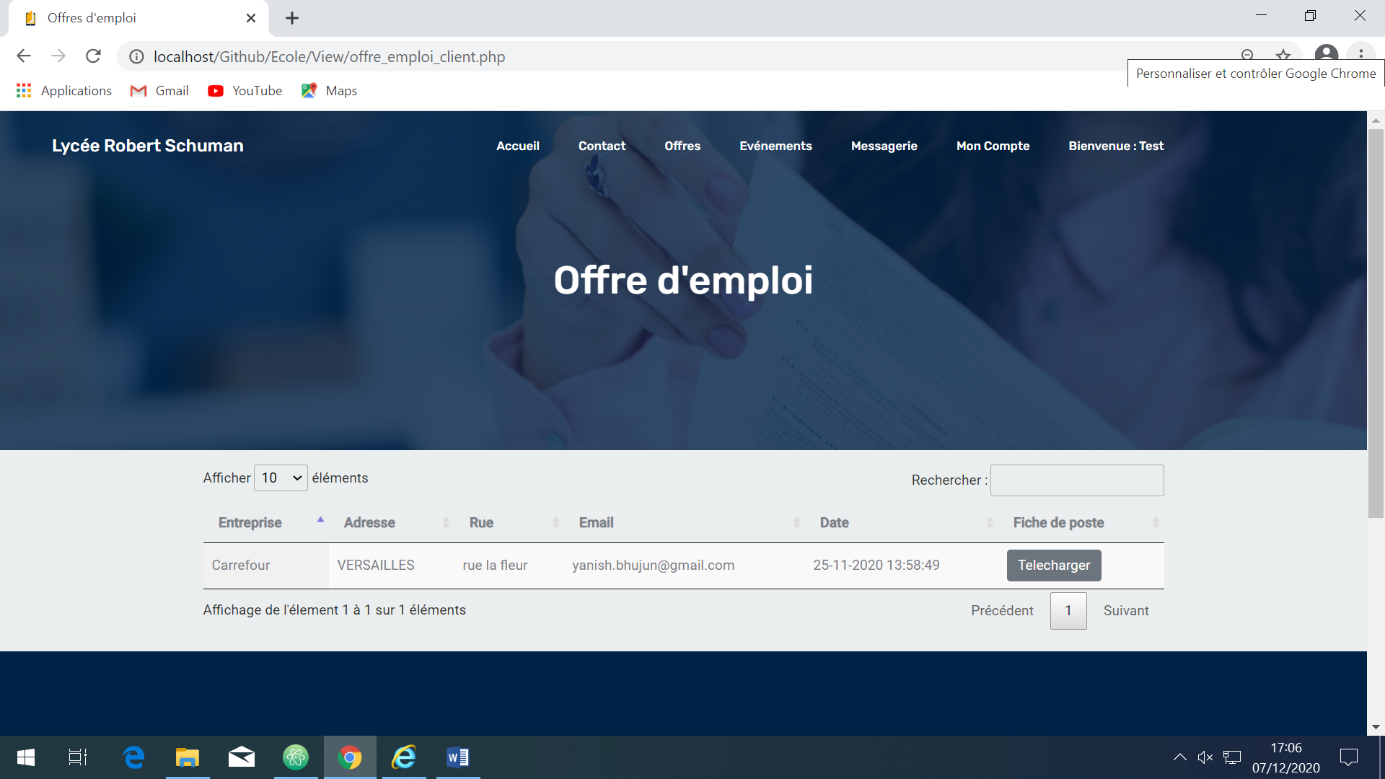 Offres d'emploi
localhost/Github/Ecole/View/offre_emploi_client.php
Personnaliser et contrôler Google Chrome
Applications Gmail YouTube Maps
Lycée Robert Schuman Accueil Contact Offres Evénements Messagerie Mon Compte Bienvenue : Test
Offre d'emploi
Afficher 10 éléments Rechercher :
Entreprise Adresse Rue Email Date Fiche de poste
Carrefour VERSAILLES rue la fleur yanish.bhujun@gmail.com 25-11-2020 13:58:49 Telecharger
Affichage de l'élement 1 à 1 sur 1 éléments Précédent 1 Suivant
17:06
07/12/2020